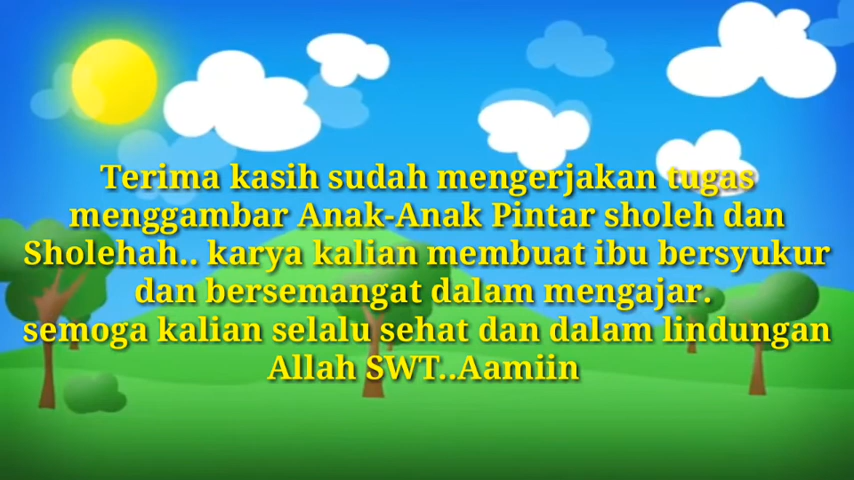 Terima kasih sudah mengerjakan tugas
menggambar Anak-Anak Pintar sholeh dan
Sholehah.. karya kalian membuat ibu bersyukur
dan bersemangat dalam mengajar.
semoga kalian selalu sehat dan dalam lindungan
Allah SWT..Aamiin